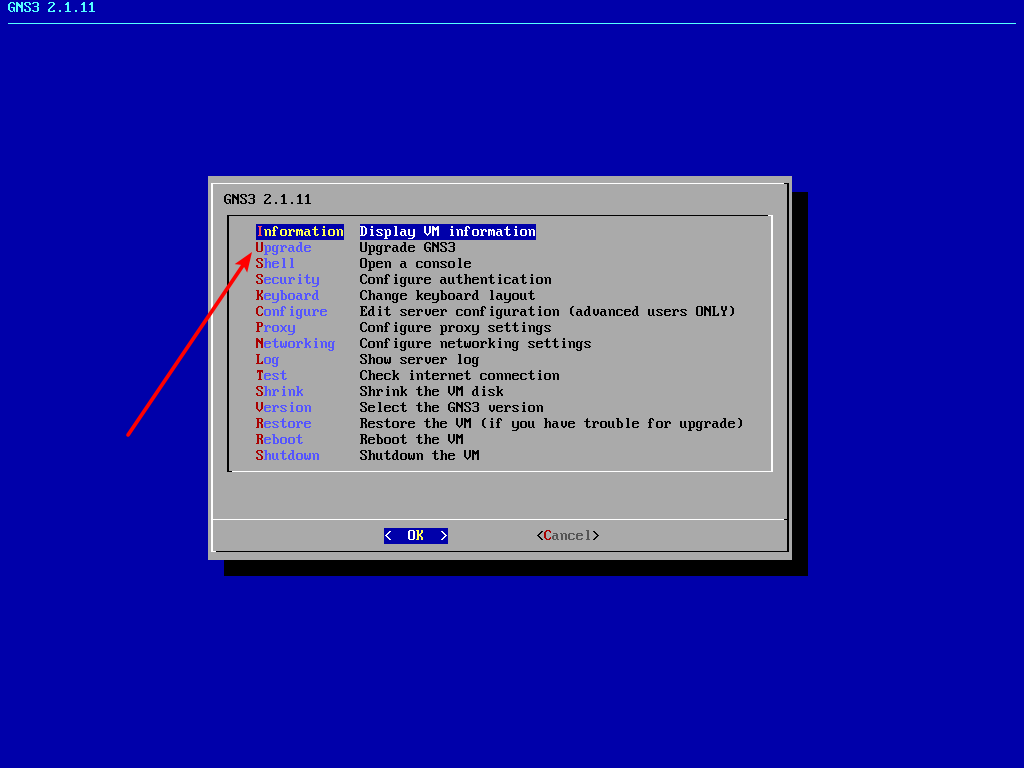 GNS3 2.1.11
GNS3 2.1.11
Information Display VM information
Upgrade Upgrade GNS3
Shell Open a console
Security Configure authentication
Keyboard Change keyboard layout
Configure Edit server configuration (advanced users ONLY)
Proxy Configure proxy settings
Networking Configure networking settings
Log Show server log
Test Check internet connection
Shrink Shrink the VM disk
Version Select the GNS3 version
Restore Restore the VM (if you have trouble for upgrade)
Reboot Reboot the VM
Shutdown Shutdown the VM
< OK > <Cancel>